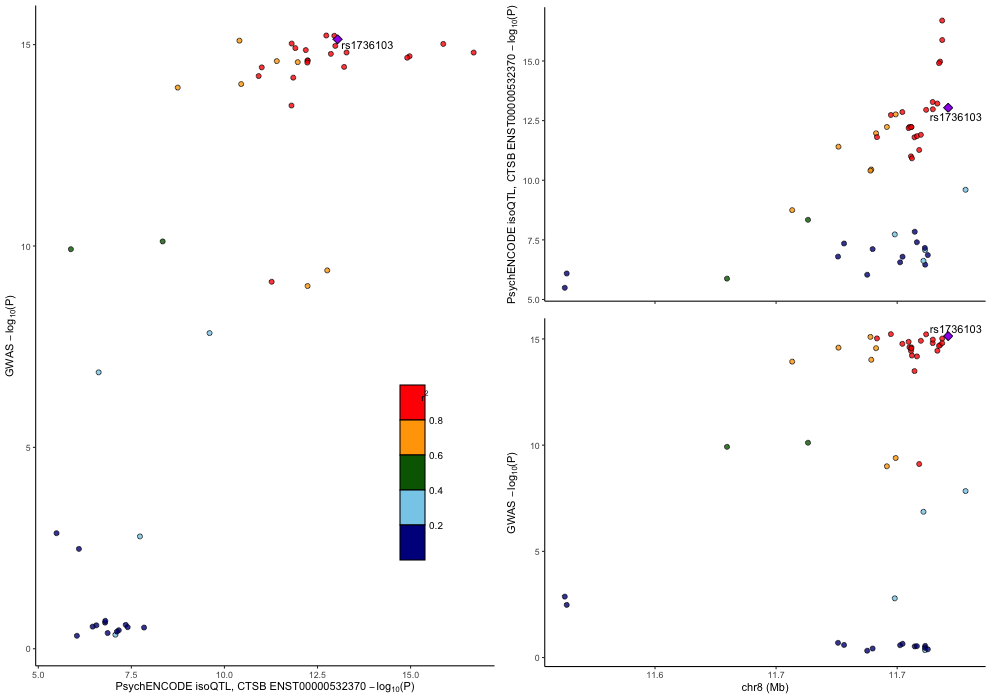 15
10
5
0
GWAS −log10(P)
rs1736103
r2
0.8
0.6
0.4
0.2
5.0 7.5 10.0 12.5 15.0
PsychENCODE isoQTL, CTSB ENST00000532370 −log10(P)
15.0
12.5
10.0
7.5
5.0
PsychENCODE isoQTL, CTSB ENST00000532370 −log10(P)
rs1736103
15
10
5
0
GWAS −log10(P)
rs1736103
11.6 11.7 11.7
chr8 (Mb)